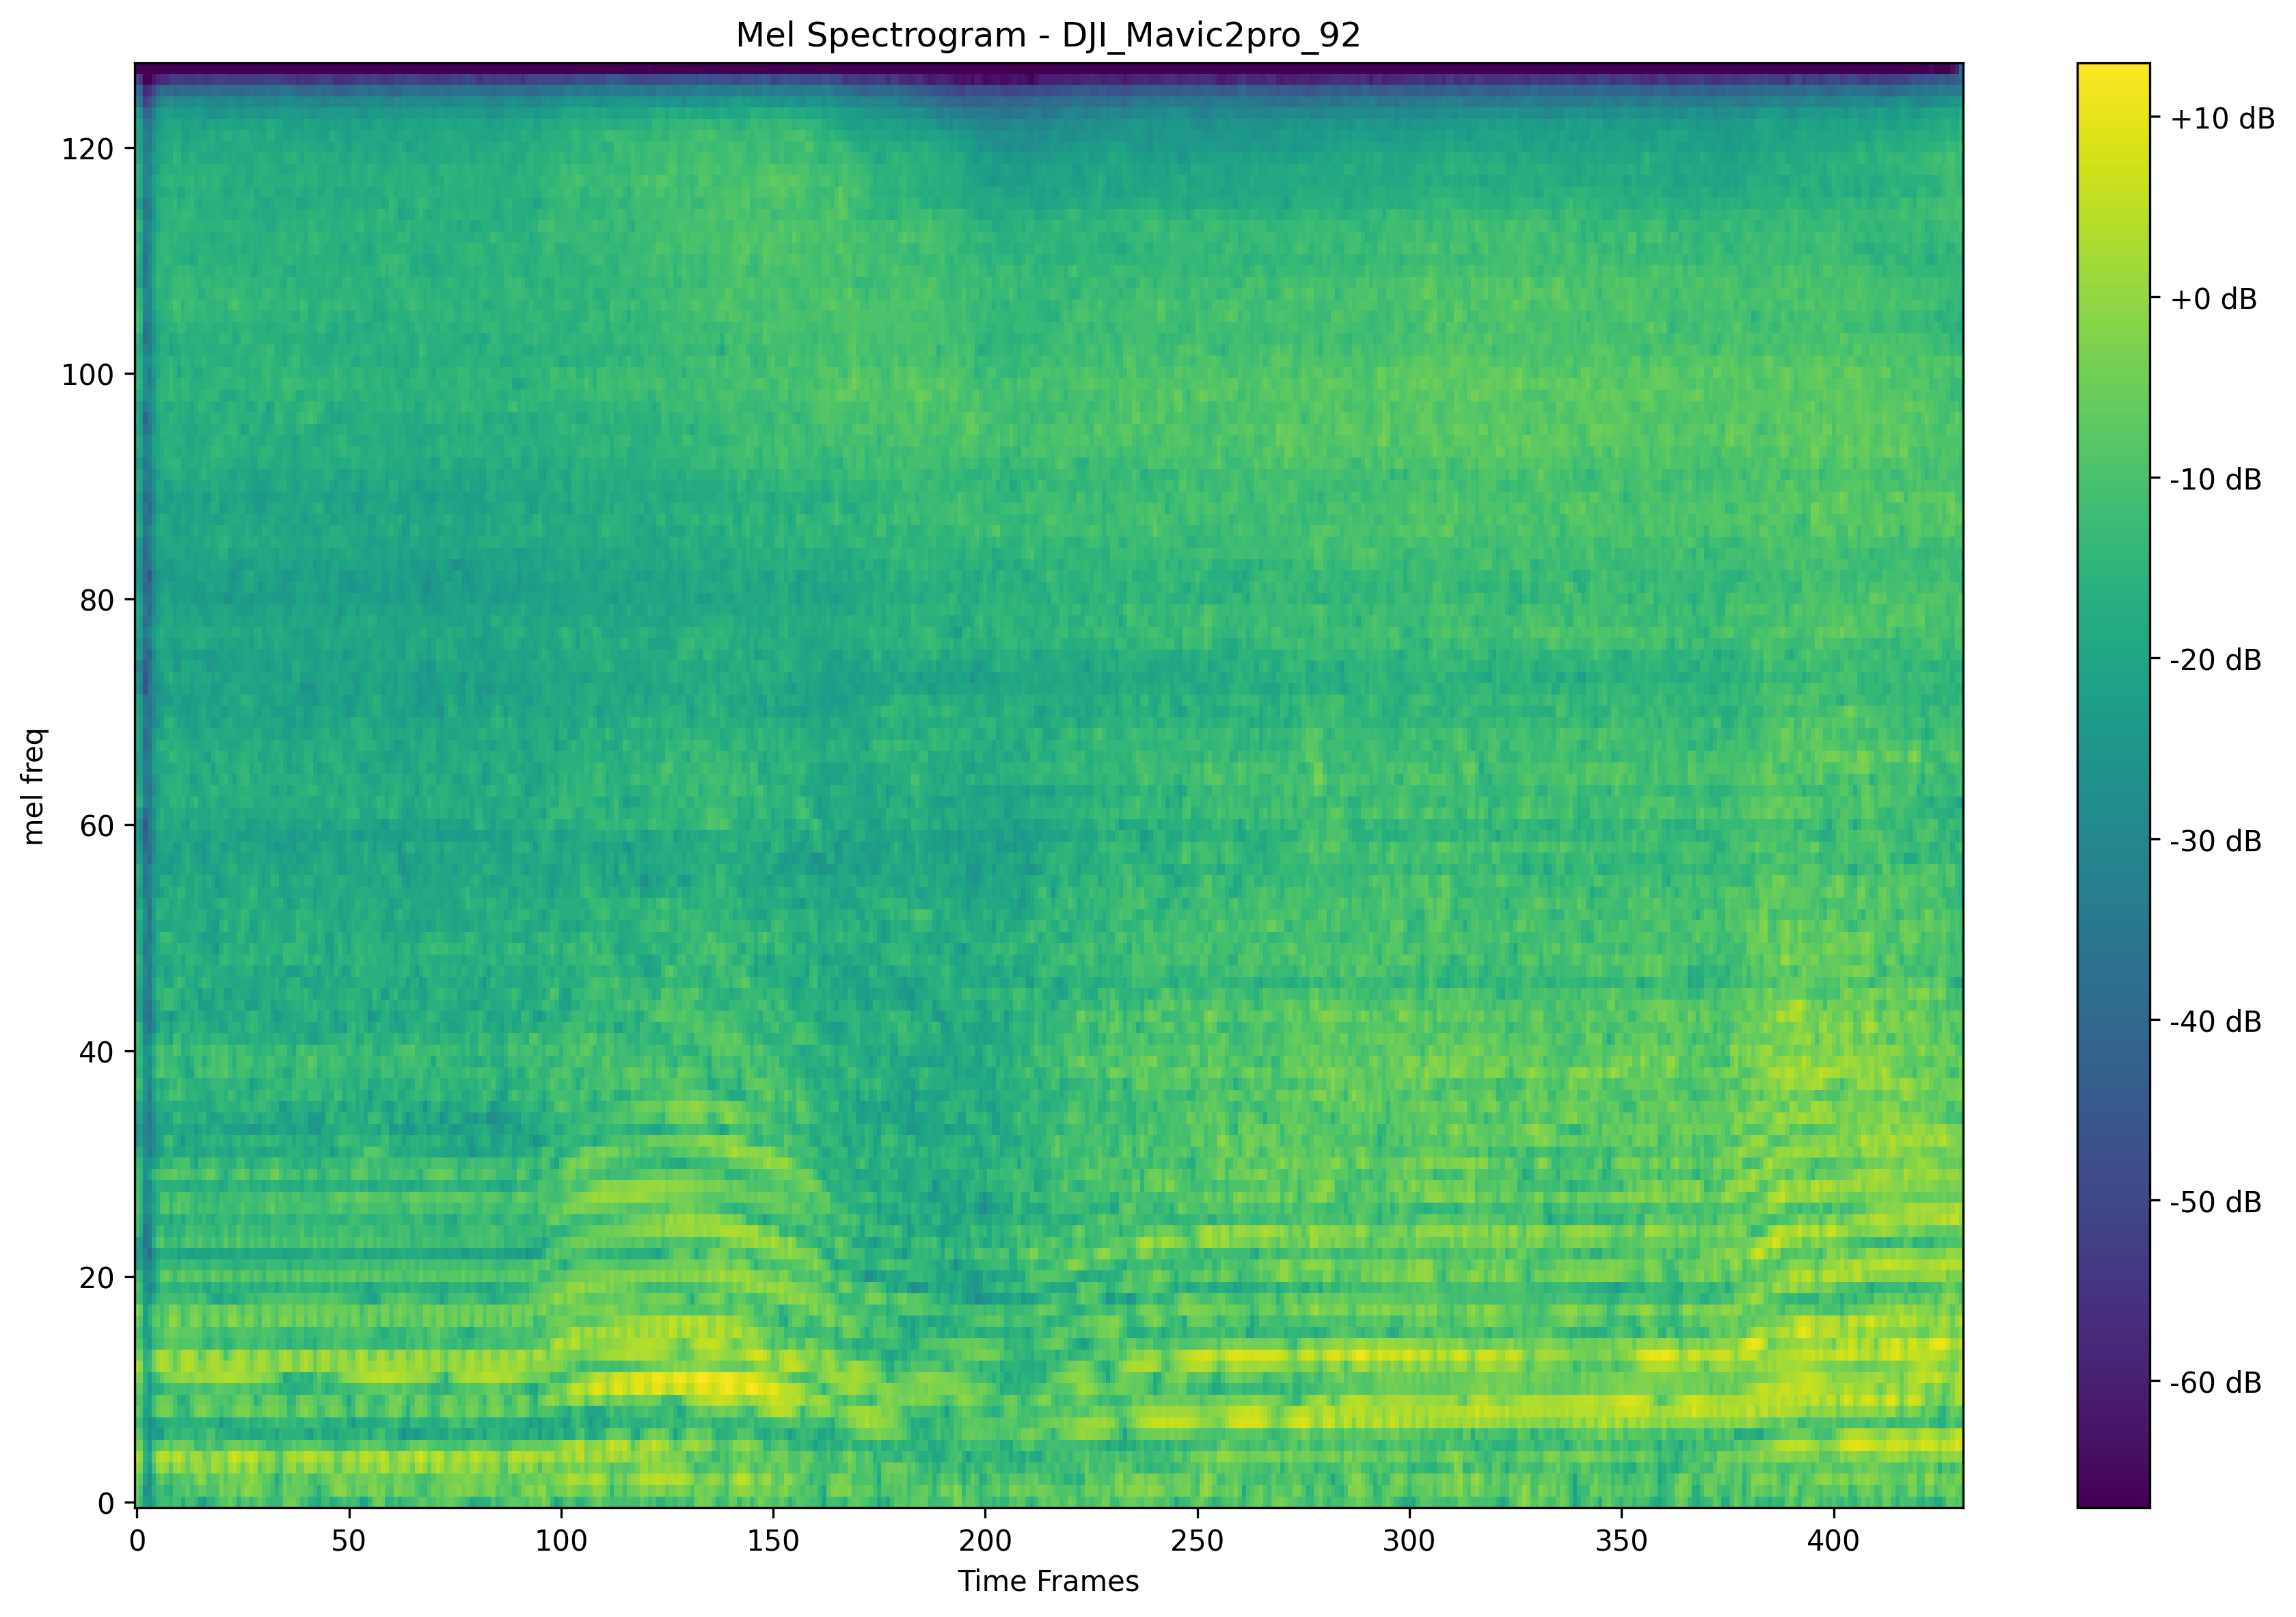 Mel Spectrogram - DJI_Mavic2pro_92
mel freq
120
100
80
60
40
20
0
0 50 100 150 200 250 300 350 400
Time Frames
+10 dB
+0 dB
-10 dB
-20 dB
-30 dB
-40 dB
-50 dB
-60 dB